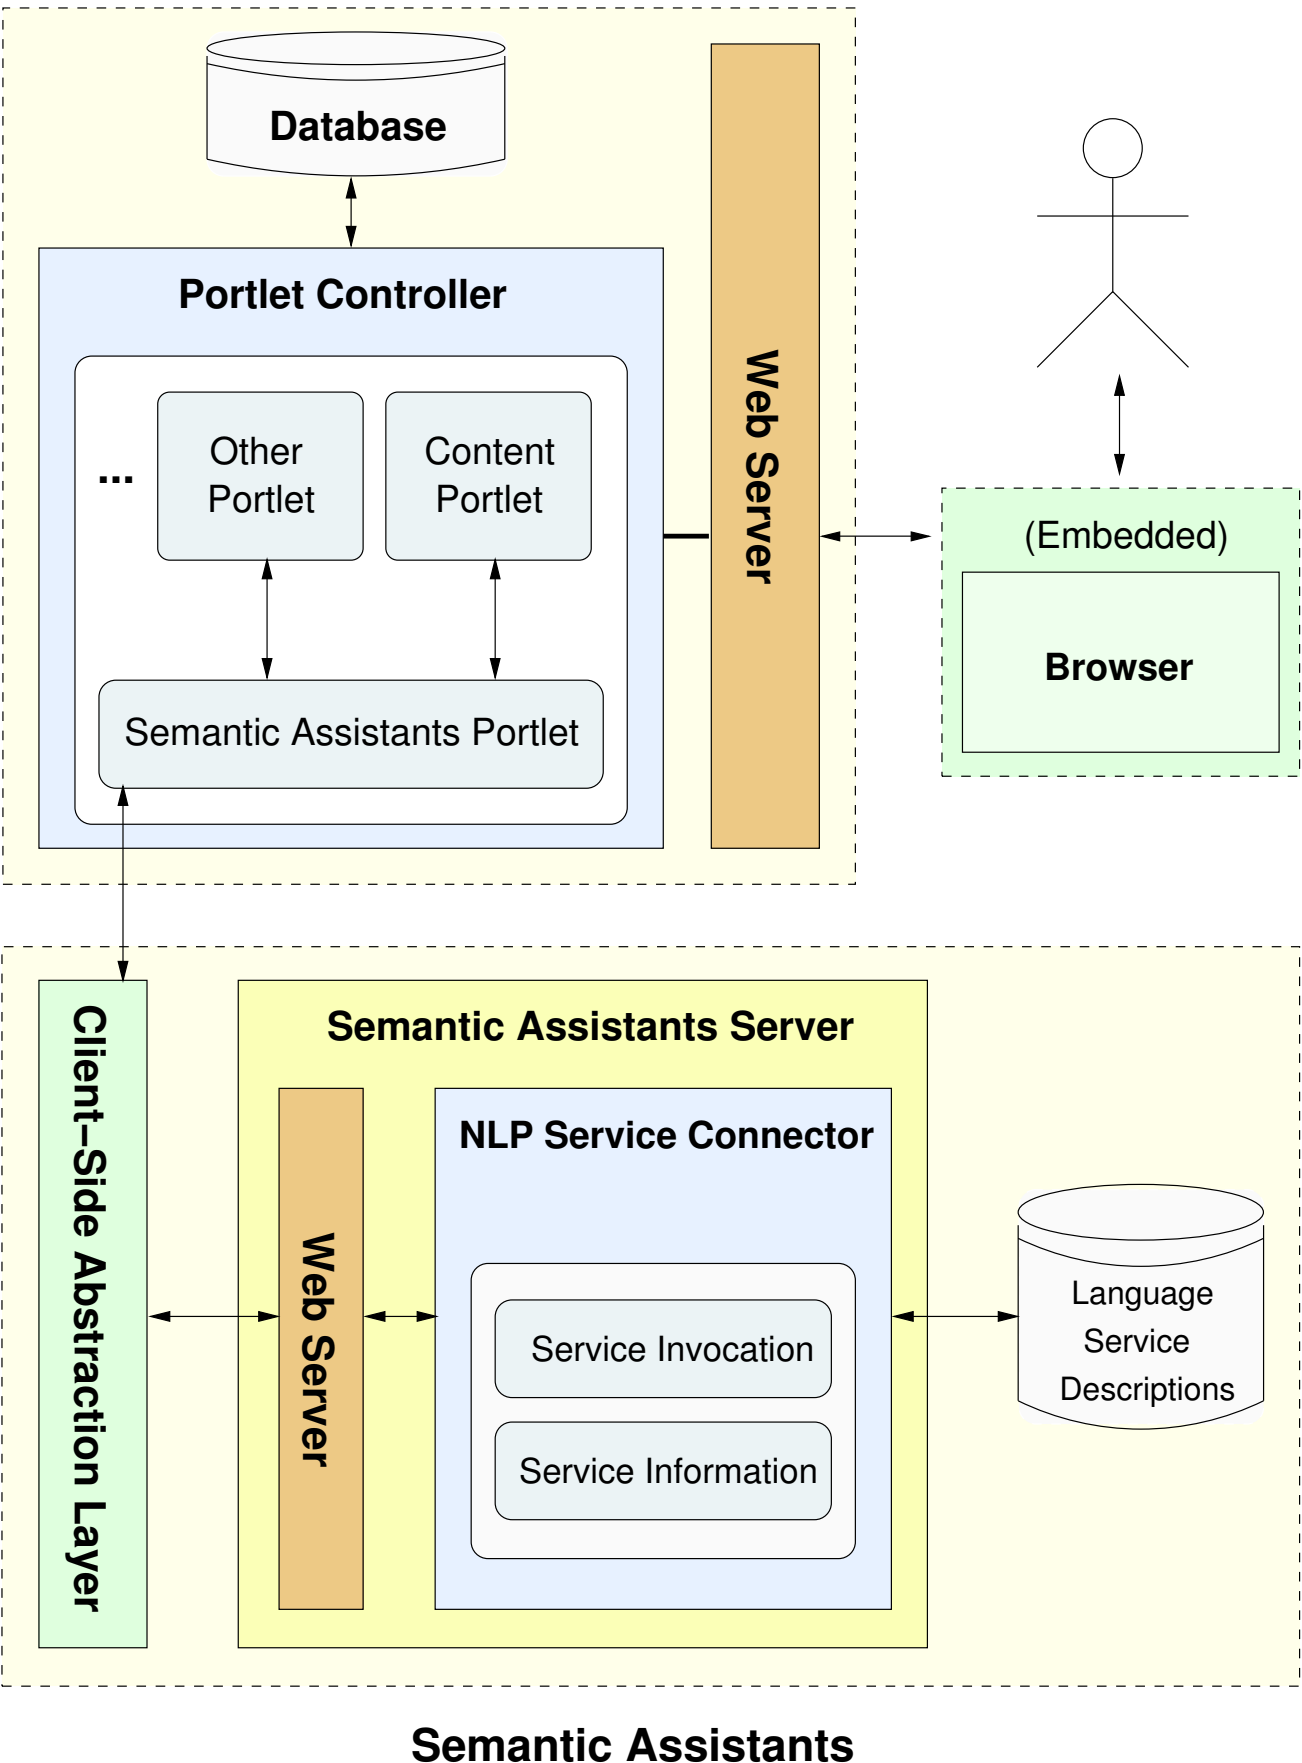 Database
Portlet Controller
...
Other
Portlet
Content
Portlet
Semantic Assistants Portlet
Web Server
(Embedded)
Browser
Client–Side Abstraction Layer
Semantic Assistants Server
Web Server
NLP Service Connector
Service Invocation
Service Information
Language
Service
Descriptions
Semantic Assistants